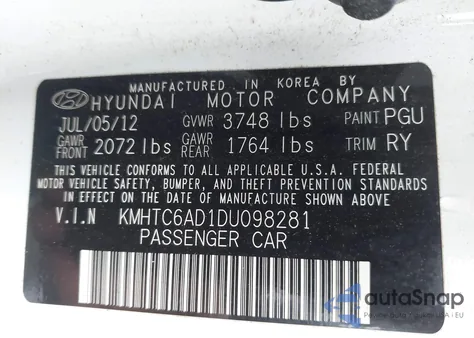 MANUFACTURED IN KOREA BY
HYUNDAI MOTOR COMPANY
JUL/05/12 GVWR 3748 lbs PAINT PGU
GAWR FRONT 2072 lbs GAWR REAR 1764 lbs TRIM RY
THIS VEHICLE CONFORMS TO ALL APPLICABLE U.S.A. FEDERAL
MOTOR VEHICLE SAFETY, BUMPER, AND THEFT PREVENTION STANDARDS
IN EFFECT ON THE DATE OF MANUFACTURE SHOWN ABOVE.
V.I.N KMHTC6AD1DU098281
PASSENGER CAR
autoSnap